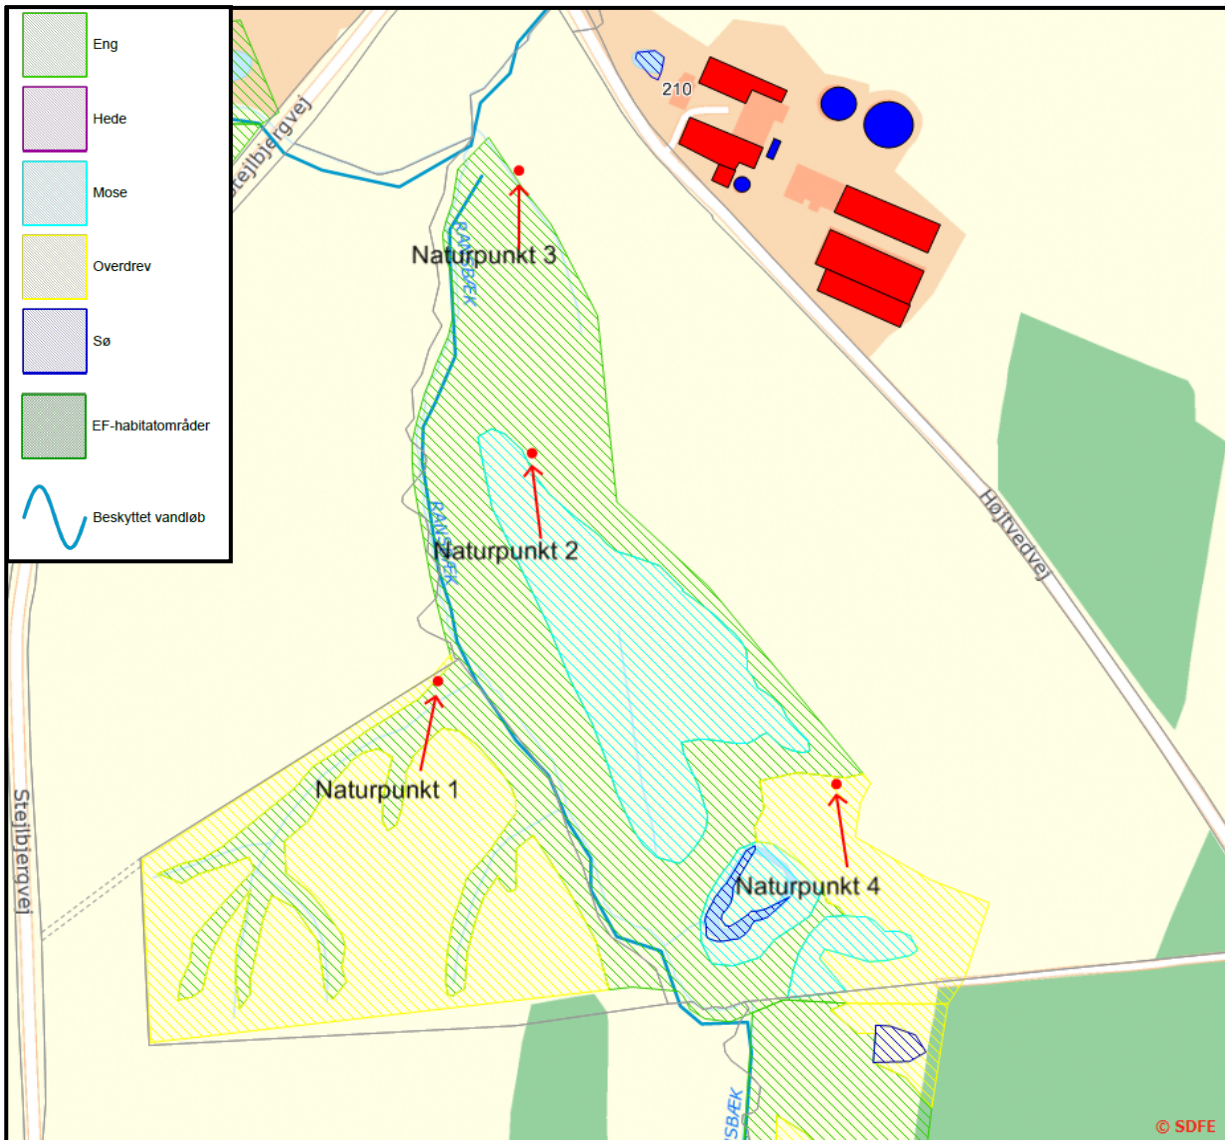 Eng
Hede
Mose
Overdrev
Sø
EF-habitatområder
Beskyttet vandløb
Stejlbjergvej
210
RANSBÆK
Naturpunkt 3
RANSBÆK
Naturpunkt 2
Højtvedvej
Naturpunkt 1
Stejlbjergvej
Naturpunkt 4
SBÆK
© SDFE